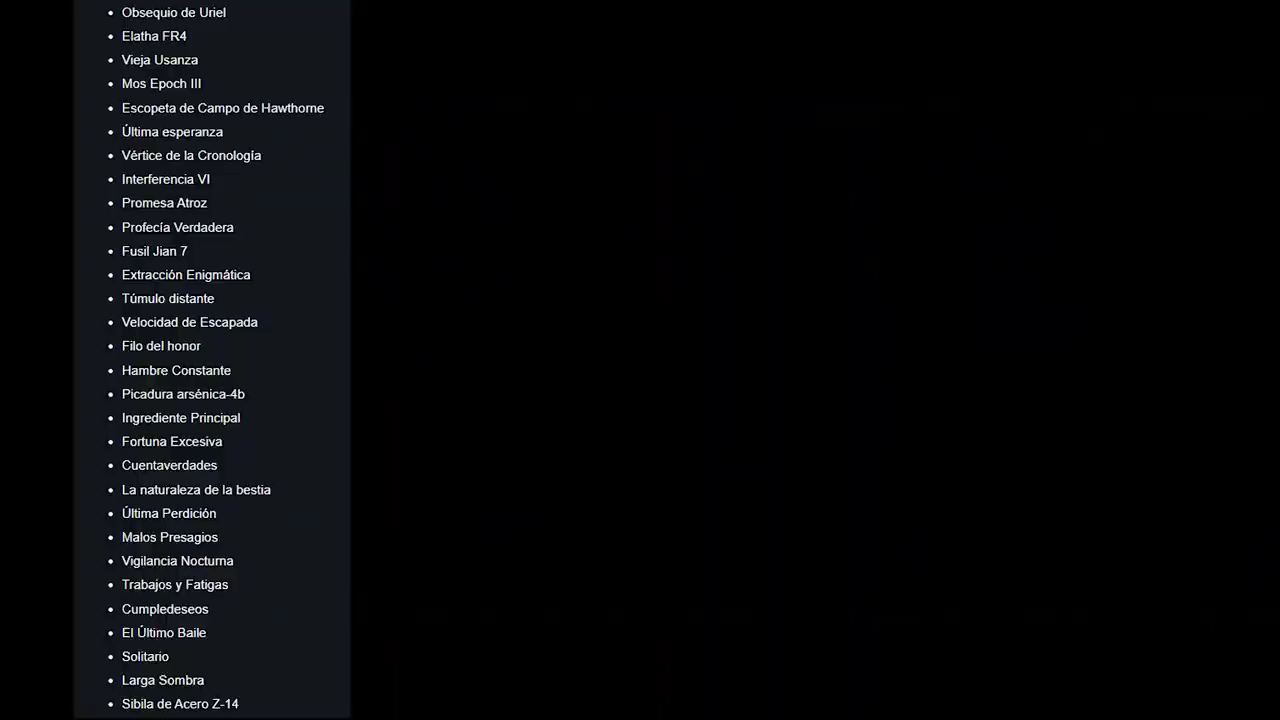 Obsequio de Uriel
Elatha FR4
Vieja Usanza
Mos Epoch III
Escopeta de Campo de Hawthorne
Última esperanza
Vértice de la Cronología
Interferencia VI
Promesa Atroz
Profecía Verdadera
Fusil Jian 7
Extracción Enigmática
Túmulo distante
Velocidad de Escapada
Filo del honor
Hambre Constante
Picadura arsénica-4b
Ingrediente Principal
Fortuna Excesiva
Cuentaverdades
La naturaleza de la bestia
Última Perdición
Malos Presagios
Vigilancia Nocturna
Trabajos y Fatigas
Cumpledeseos
El Último Baile
Solitario
Larga Sombra
Sibila de Acero Z-14